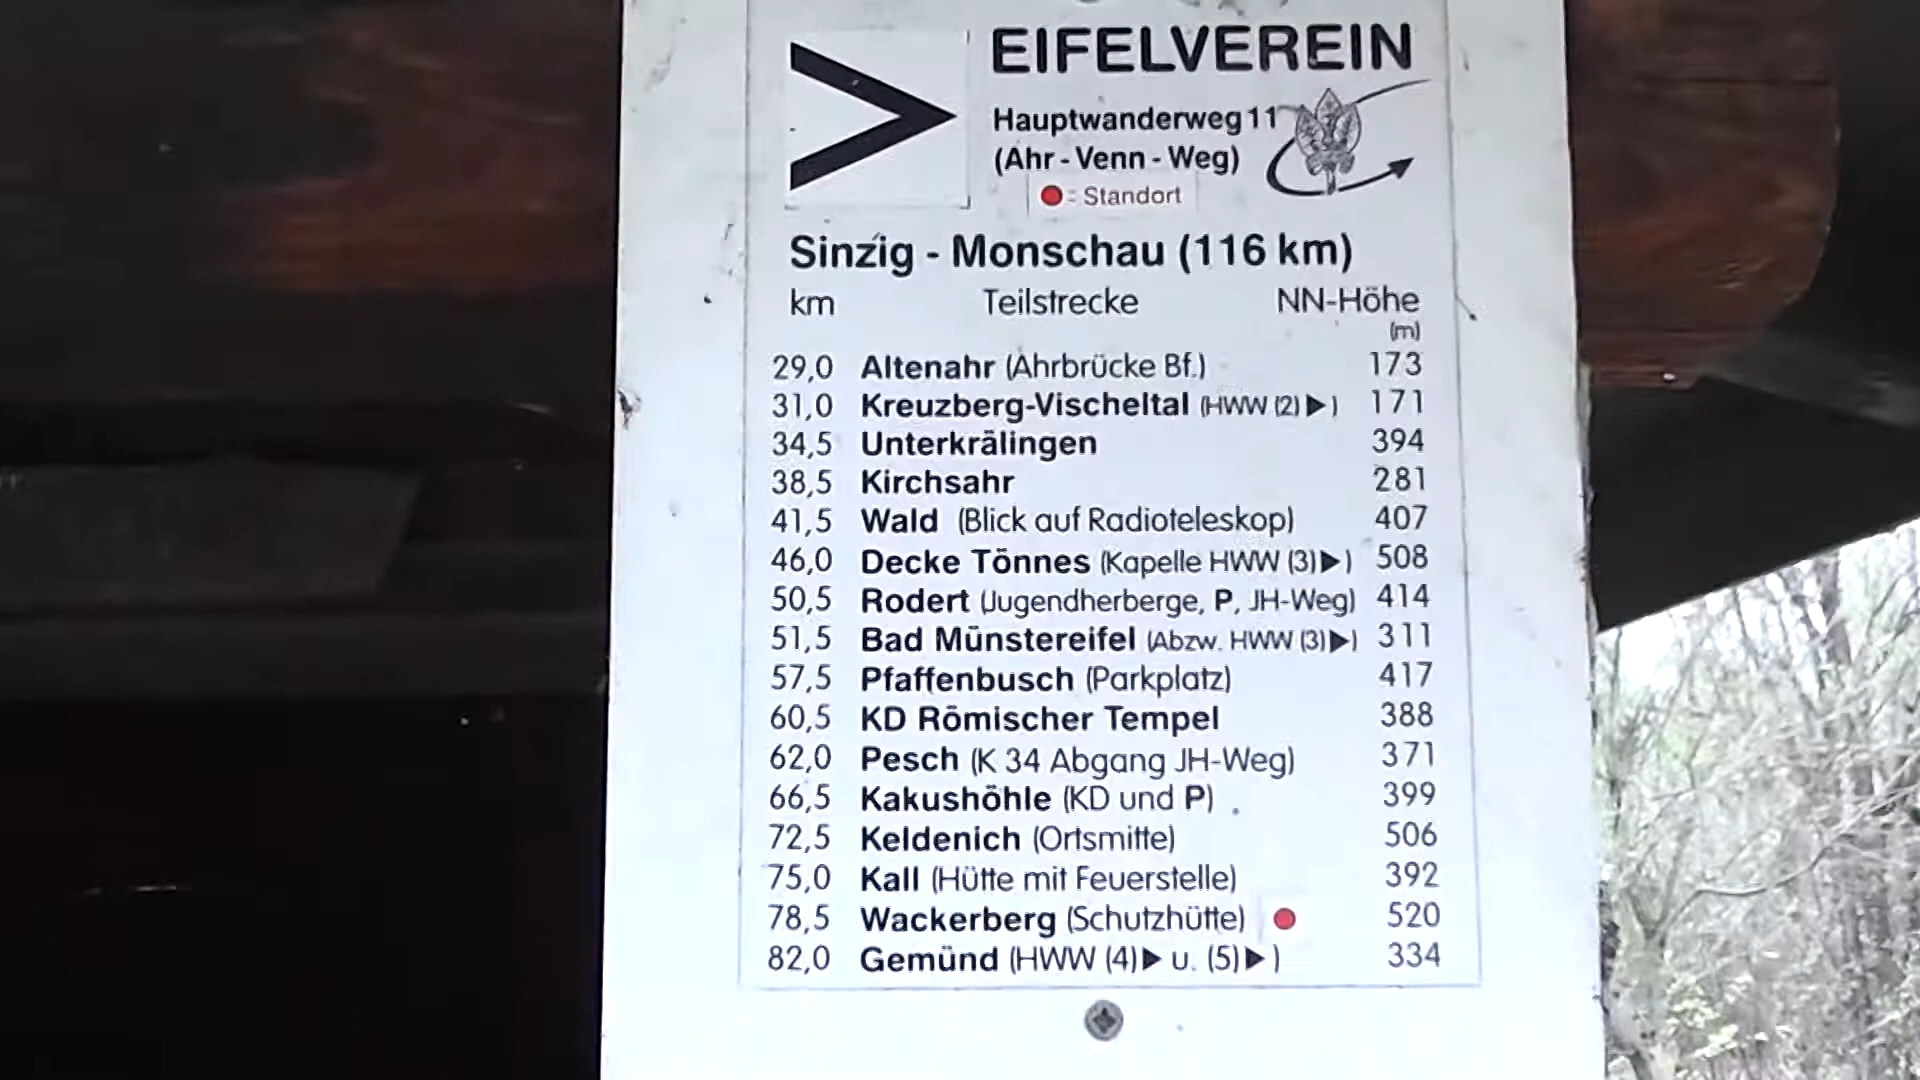 EIFELVEREIN
Hauptwanderweg 11
(Ahr - Venn - Weg)
= Standort
Sinzig - Monschau (116 km)
km Teilstrecke NN-Höhe
(m)
29,0 Altenahr (Ahrbrücke Bf.) 173
31,0 Kreuzberg-Vischeltal (HWW (2)▶) 171
34,5 Unterkrälingen 394
38,5 Kirchsahr 281
41,5 Wald (Blick auf Radioteleskop) 407
46,0 Decke Tönnes (Kapelle HWW (3)▶) 508
50,5 Rodert (Jugendherberge, P, JH-Weg) 414
51,5 Bad Münstereifel (Abzw. HWW (3)▶) 311
57,5 Pfaffenbusch (Parkplatz) 417
60,5 KD Römischer Tempel 388
62,0 Pesch (K 34 Abgang JH-Weg) 371
66,5 Kakushöhle (KD und P) 399
72,5 Keldenich (Ortsmitte) 506
75,0 Kall (Hütte mit Feuerstelle) 392
78,5 Wackerberg (Schutzhütte) 520
82,0 Gemünd (HWW (4)▶ u. (5)▶) 334